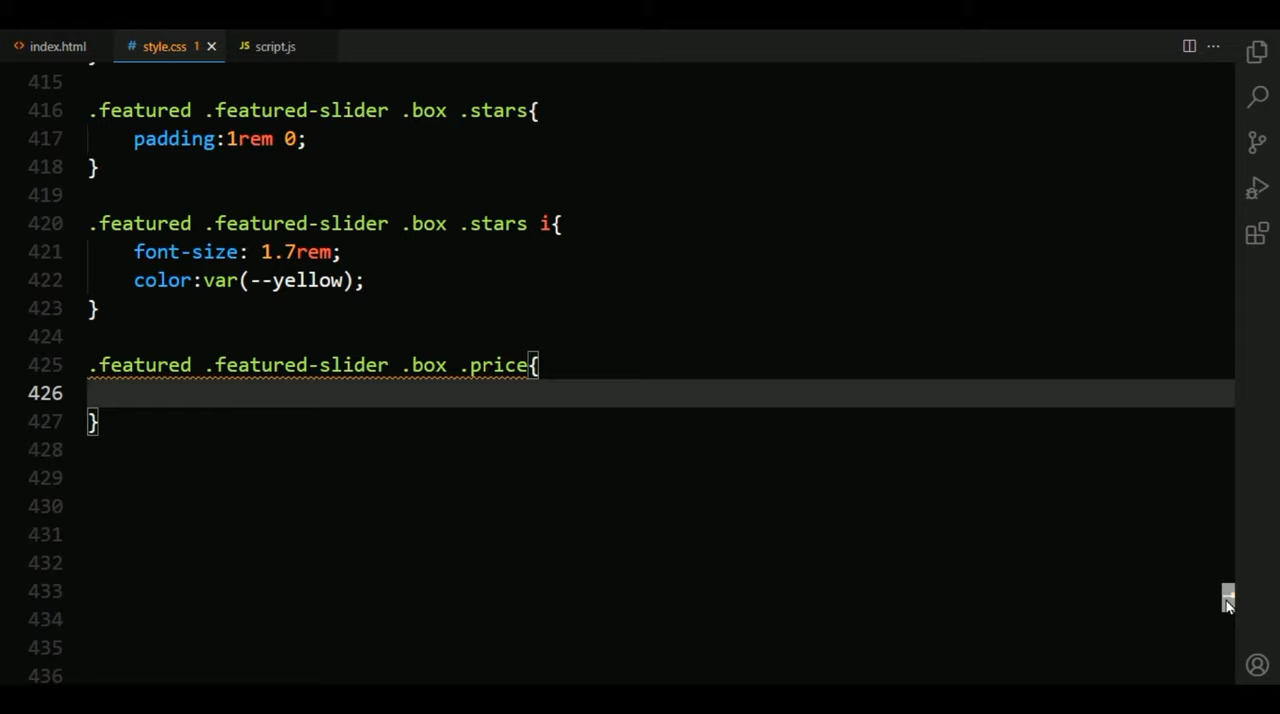 index.html
# style.css 1
JS script.js
415
416 .featured .featured-slider .box .stars{
417 padding:1rem 0;
418 }
419
420 .featured .featured-slider .box .stars i{
421 font-size: 1.7rem;
422 color:var(--yellow);
423 }
424
425 .featured .featured-slider .box .price{
426
427 }
428
429
430
431
432
433
434
435
436